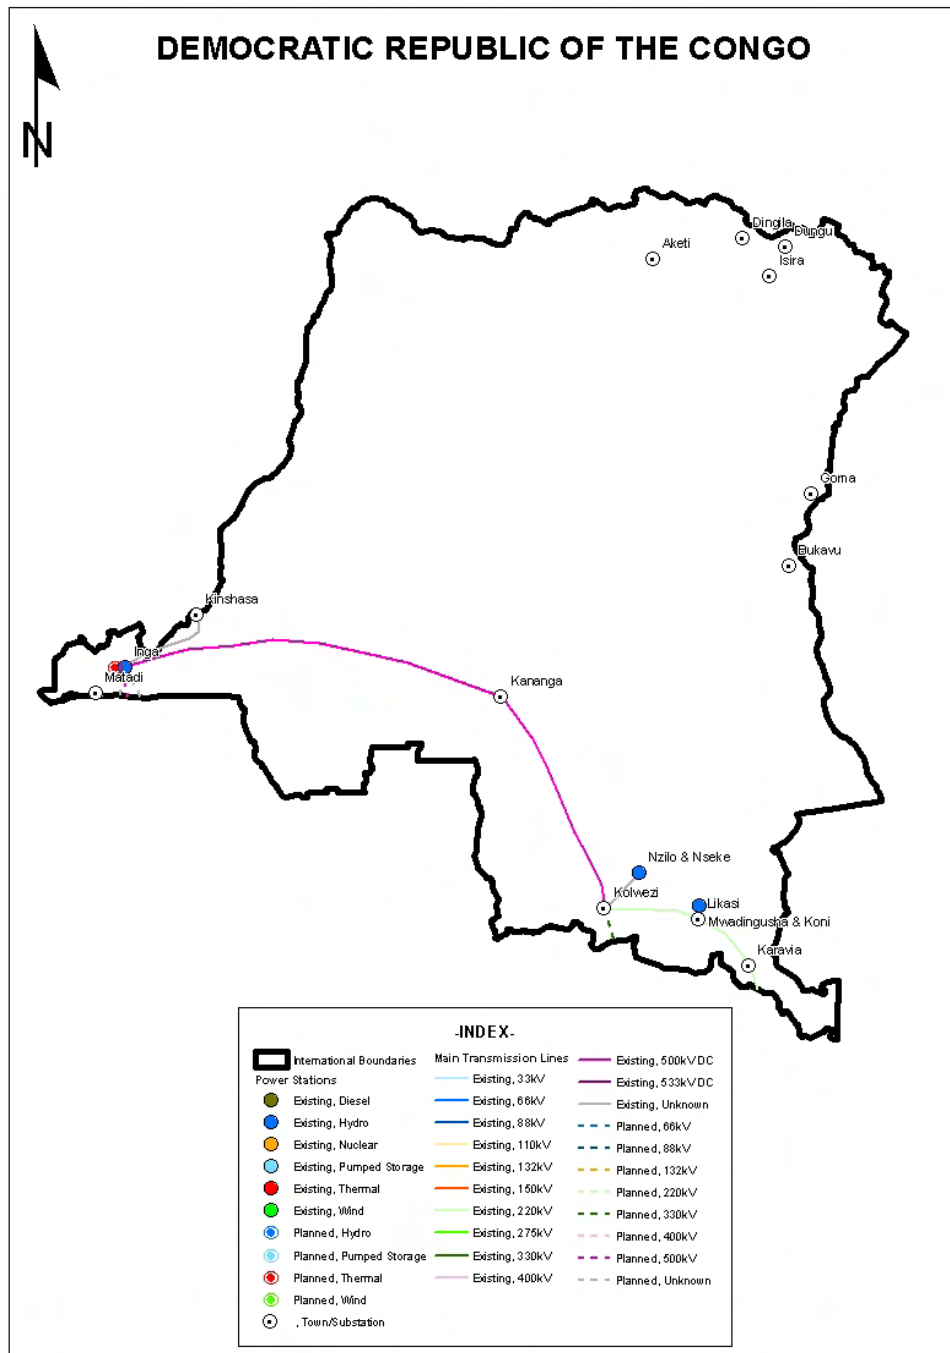 DEMOCRATIC REPUBLIC OF THE CONGO
N
Dingila
Dungu
Aketi
Isira
Goma
Bukavu
Kinshasa
Inga
Matadi
Kananga
Nzilo & Nseke
Kolwezi
Likasi
Mwadingusha & Koni
Karavia
-INDEX-
International Boundaries
Power Stations
Existing, Diesel
Existing, Hydro
Existing, Nuclear
Existing, Pumped Storage
Existing, Thermal
Existing, Wind
Planned, Hydro
Planned, Pumped Storage
Planned, Thermal
Planned, Wind
, Town/Substation
Main Transmission Lines
Existing, 33kV
Existing, 66kV
Existing, 88kV
Existing, 110kV
Existing, 132kV
Existing, 150kV
Existing, 220kV
Existing, 275kV
Existing, 330kV
Existing, 400kV
Existing, 500kV DC
Existing, 533kV DC
Existing, Unknown
Planned, 66kV
Planned, 88kV
Planned, 132kV
Planned, 220kV
Planned, 330kV
Planned, 400kV
Planned, 500kV
Planned, Unknown